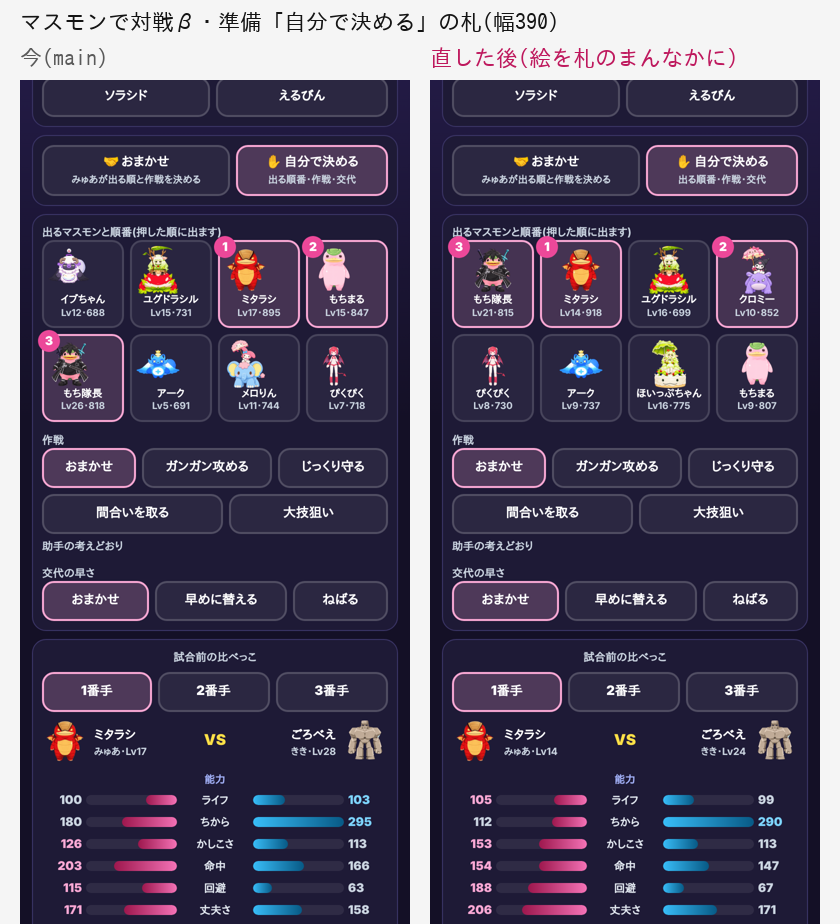 マスモンで対戦β・準備「自分で決める」の札(幅390)
今(main)
ソラシド
えるぴん
🤝 おまかせ
みゅあが出る順と作戦を決める
✋ 自分で決める
出る順番・作戦・交代
出るマスモンと順番(押した順に出ます)
1
2
イブちゃん
ユグドラシル
ミタラシ
もちまる
Lv12・688
Lv15・731
Lv17・895
Lv15・847
3
もち隊長
アーク
メロりん
ぴくぴく
Lv26・818
Lv5・691
Lv11・744
Lv7・718
作戦
おまかせ
ガンガン攻める
じっくり守る
間合いを取る
大技狙い
助手の考えどおり
交代の早さ
おまかせ
早めに替える
ねばる
試合前の比べっこ
1番手
2番手
3番手
ミタラシ
みゅあ・Lv17
VS
ごろべえ
きき・Lv28
能力
100 ライフ 103
180 ちから 295
126 かしこさ 113
203 命中 166
115 回避 63
171 丈夫さ 158
直した後(絵を札のまんなかに)
ソラシド
えるぴん
🤝 おまかせ
みゅあが出る順と作戦を決める
✋ 自分で決める
出る順番・作戦・交代
出るマスモンと順番(押した順に出ます)
3
1
2
もち隊長
ミタラシ
ユグドラシル
クロミー
Lv21・815
Lv14・918
Lv16・699
Lv10・852
ぴくぴく
アーク
ほいっぷちゃん
もちまる
Lv8・730
Lv9・737
Lv16・775
Lv9・807
作戦
おまかせ
ガンガン攻める
じっくり守る
間合いを取る
大技狙い
助手の考えどおり
交代の早さ
おまかせ
早めに替える
ねばる
試合前の比べっこ
1番手
2番手
3番手
ミタラシ
みゅあ・Lv14
VS
ごろべえ
きき・Lv24
能力
105 ライフ 99
112 ちから 290
153 かしこさ 113
154 命中 147
188 回避 67
206 丈夫さ 171